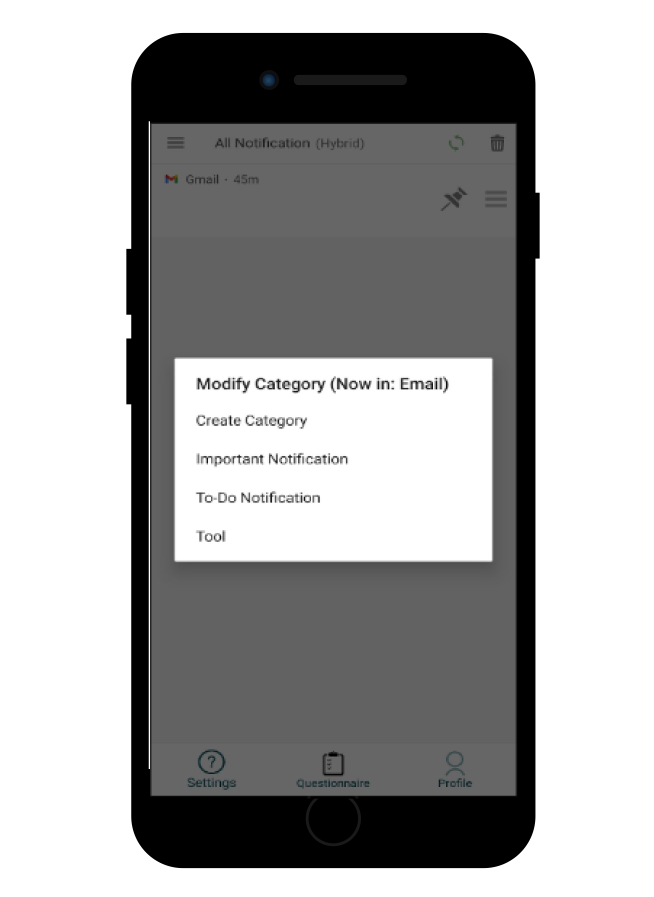 All Notification (Hybrid)
Gmail · 45m
Modify Category (Now in: Email)
Create Category
Important Notification
To-Do Notification
Tool
Settings
Questionnaire
Profile